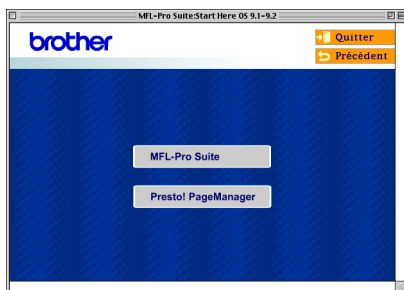 MFL-Pro Suite:Start Here OS 9.1-9.2
brother
Quitter
Précédent
MFL-Pro Suite
Presto! PageManager